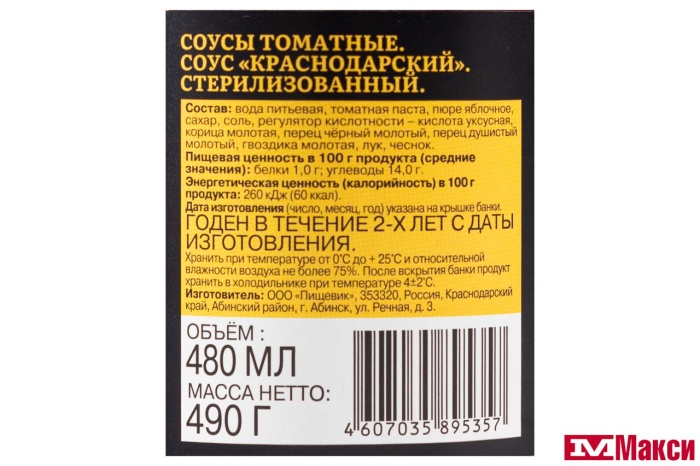 СОУСЫ ТОМАТНЫЕ.
СОУС «КРАСНОДАРСКИЙ».
СТЕРИЛИЗОВАННЫЙ.
Состав: вода питьевая, томатная паста, пюре яблочное,
сахар, соль, регулятор кислотности – кислота уксусная,
корица молотая, перец чёрный молотый, перец душистый
молотый, гвоздика молотая, лук, чеснок.
Пищевая ценность в 100 г продукта (средние
значения): белки 1,0 г; углеводы 14,0 г.
Энергетическая ценность (калорийность) в 100 г
продукта: 260 кДж (60 ккал).
Дата изготовления (число, месяц, год) указана на крышке банки.
ГОДЕН В ТЕЧЕНИЕ 2-Х ЛЕТ С ДАТЫ
ИЗГОТОВЛЕНИЯ.
Хранить при температуре от 0°С до + 25°С и относительной
влажности воздуха не более 75%. После вскрытия банки продукт
хранить в холодильнике при температуре 4±2°С.
Изготовитель: ООО «Пищевик», 353320, Россия, Краснодарский
край, Абинский район, г. Абинск, ул. Речная, д. 3.
ОБЪЁМ :
480 МЛ
МАССА НЕТТО:
490 Г
4 607035 895357
Макси